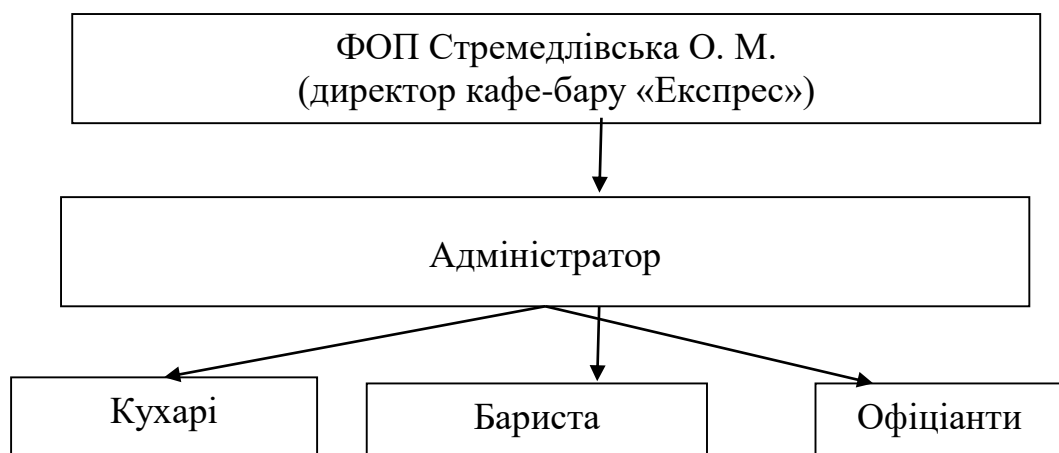 ФОП Стремедлівська О. М.
(директор кафе-бару «Експрес»)
Адміністратор
Кухарі
Бариста
Офіціанти